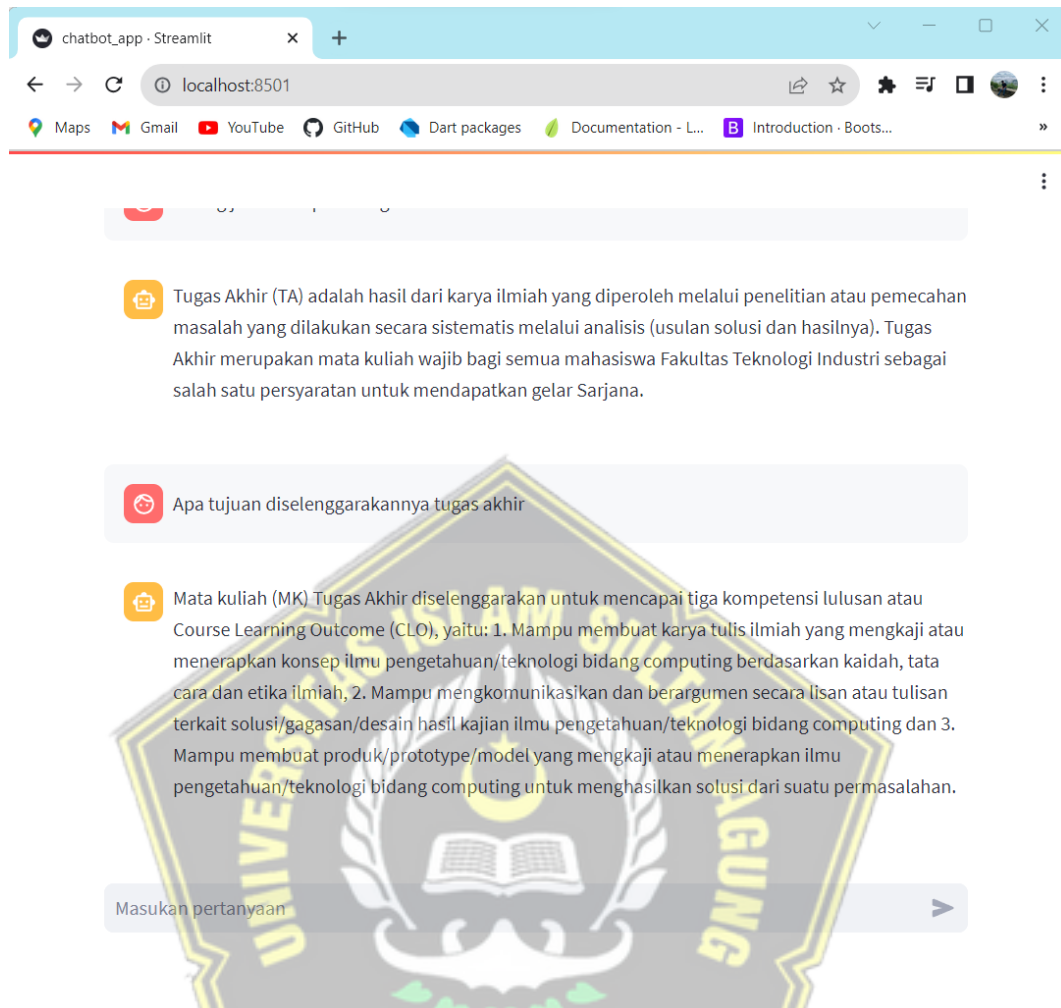 chatbot_app · Streamlit
localhost:8501
Maps Gmail YouTube GitHub Dart packages Documentation - L... Introduction · Boots...
Tugas Akhir (TA) adalah hasil dari karya ilmiah yang diperoleh melalui penelitian atau pemecahan
masalah yang dilakukan secara sistematis melalui analisis (usulan solusi dan hasilnya). Tugas
Akhir merupakan mata kuliah wajib bagi semua mahasiswa Fakultas Teknologi Industri sebagai
salah satu persyaratan untuk mendapatkan gelar Sarjana.
Apa tujuan diselenggarakannya tugas akhir
Mata kuliah (MK) Tugas Akhir diselenggarakan untuk mencapai tiga kompetensi lulusan atau
Course Learning Outcome (CLO), yaitu: 1. Mampu membuat karya tulis ilmiah yang mengkaji atau
menerapkan konsep ilmu pengetahuan/teknologi bidang computing berdasarkan kaidah, tata
cara dan etika ilmiah, 2. Mampu mengkomunikasikan dan berargumen secara lisan atau tulisan
terkait solusi/gagasan/desain hasil kajian ilmu pengetahuan/teknologi bidang computing dan 3.
Mampu membuat produk/prototype/model yang mengkaji atau menerapkan ilmu
pengetahuan/teknologi bidang computing untuk menghasilkan solusi dari suatu permasalahan.
Masukan pertanyaan
UNIVERSITAS ISLAM SULTAN AGUNG